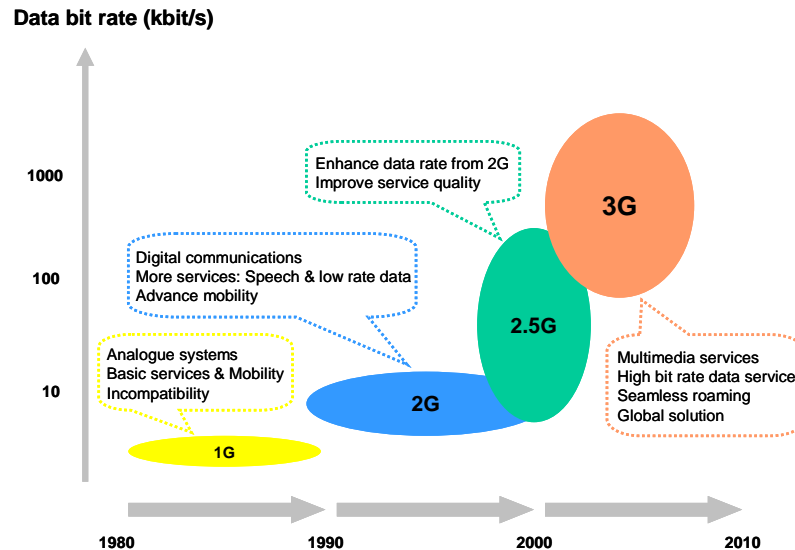 Data bit rate (kbit/s)
1000
100
10
Enhance data rate from 2G
Improve service quality
3G
Digital communications
More services: Speech & low rate data
Advance mobility
2.5G
Analogue systems
Basic services & Mobility
Incompatibility
Multimedia services
High bit rate data service
Seamless roaming
Global solution
2G
1G
1980
1990
2000
2010